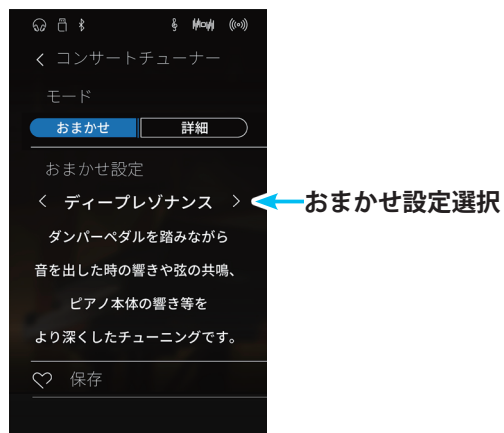 コンサートチューナー
モード
おまかせ 詳細
おまかせ設定
ディープレゾナンス
おまかせ設定選択
ダンパーペダルを踏みながら
音を出した時の響きや弦の共鳴、
ピアノ本体の響き等を
より深くしたチューニングです。
保存